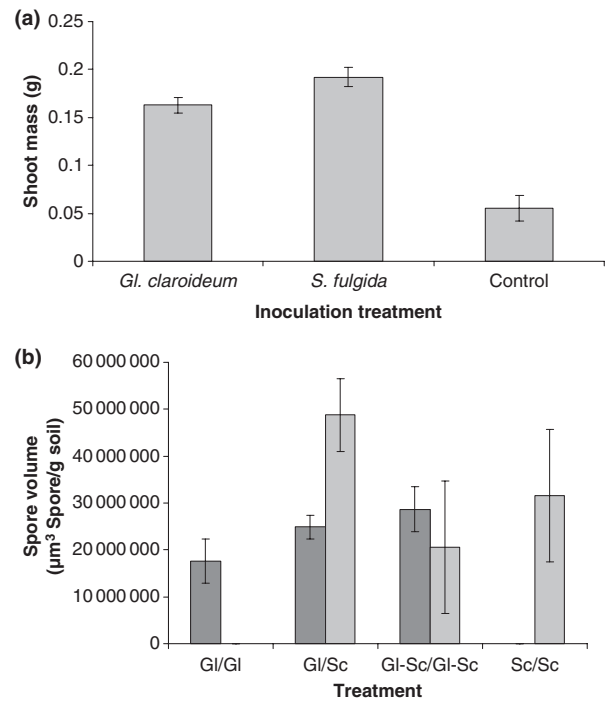 (a)
Shoot mass (g)
0.25
0.2
0.15
0.1
0.05
0
Gl. claroideum
S. fulgida
Control
Inoculation treatment
(b)
Spore volume
(µm³ Spore/g soil)
60 000 000
50 000 000
40 000 000
30 000 000
20 000 000
10 000 000
0
Gl/Gl
Gl/Sc
Gl-Sc/Gl-Sc
Sc/Sc
Treatment